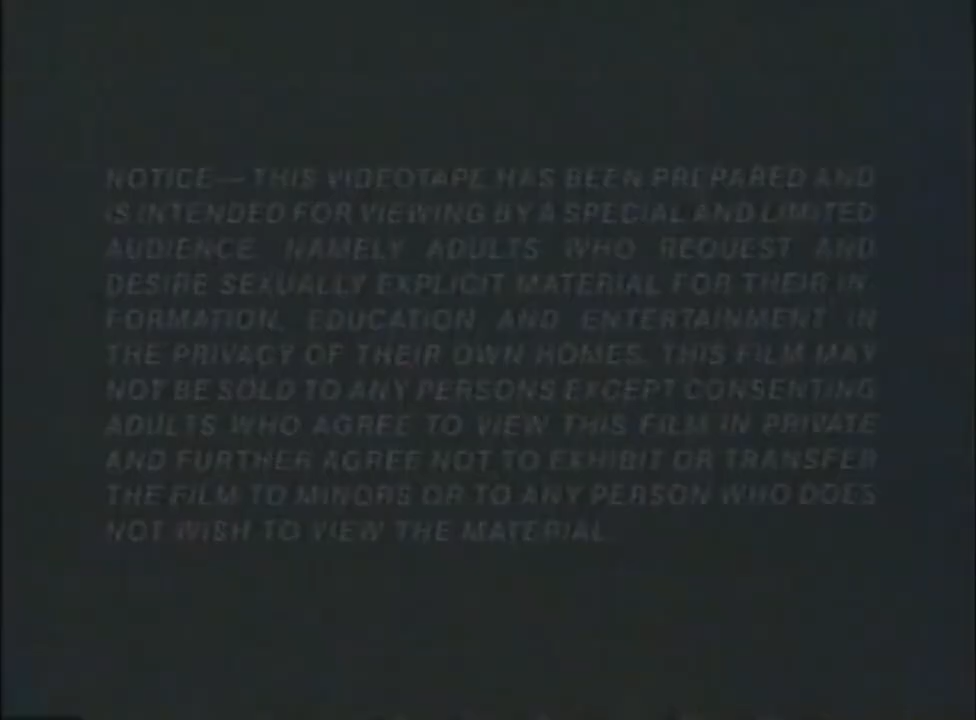 NOTICE— THIS VIDEOTAPE HAS BEEN PREPARED AND
IS INTENDED FOR VIEWING BY A SPECIAL AND LIMITED
AUDIENCE, NAMELY ADULTS WHO REQUEST AND
DESIRE SEXUALLY EXPLICIT MATERIAL FOR THEIR IN-
FORMATION, EDUCATION AND ENTERTAINMENT IN
THE PRIVACY OF THEIR OWN HOMES. THIS FILM MAY
NOT BE SOLD TO ANY PERSONS EXCEPT CONSENTING
ADULTS WHO AGREE TO VIEW THIS FILM IN PRIVATE
AND FURTHER AGREE NOT TO EXHIBIT OR TRANSFER
THE FILM TO MINORS OR TO ANY PERSON WHO DOES
NOT WISH TO VIEW THE MATERIAL.